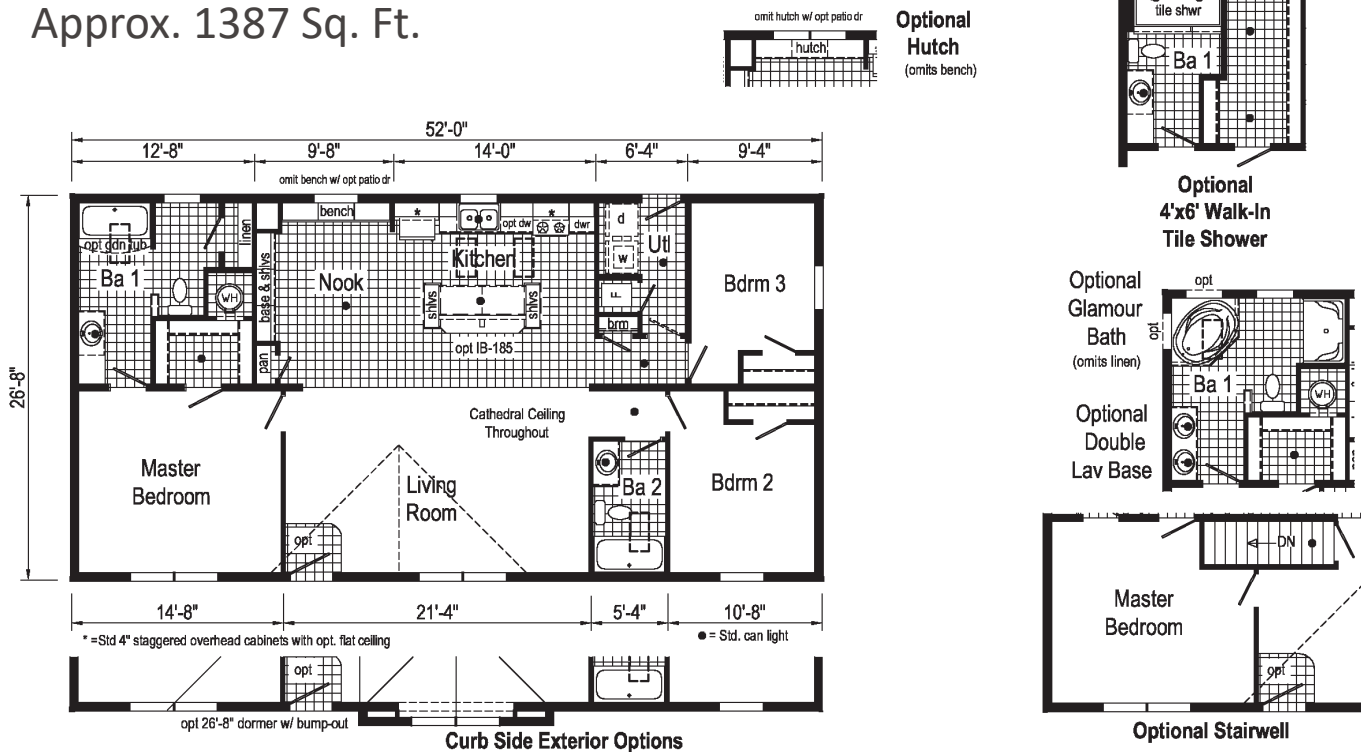 Approx. 1387 Sq. Ft.
omit hutch w/ opt patio dr
hutch
Optional
Hutch
(omits bench)
tile shwr
Ba 1
Optional
4'x6' Walk-In
Tile Shower
52'-0"
12'-8"
9'-8"
14'-0"
6'-4"
9'-4"
omit bench w/ opt patio dr
26'-8"
bench
*
opt dw
*
dwr
d
w
Utl
linen
opt gdn tub
Ba 1
WH
base & shlvs
Nook
Kitchen
shlvs
shlvs
F
brm
Bdrm 3
pan
opt IB-185
Cathedral Ceiling
Throughout
Master
Bedroom
Living
Room
opt
Ba 2
Bdrm 2
14'-8"
21'-4"
5'-4"
10'-8"
* =Std 4" staggered overhead cabinets with opt. flat ceiling
● = Std. can light
opt
opt 26'-8" dormer w/ bump-out
Curb Side Exterior Options
Optional
Glamour
Bath
(omits linen)
opt
opt
Ba 1
WH
Optional
Double
Lav Base
DN
Master
Bedroom
opt
Optional Stairwell